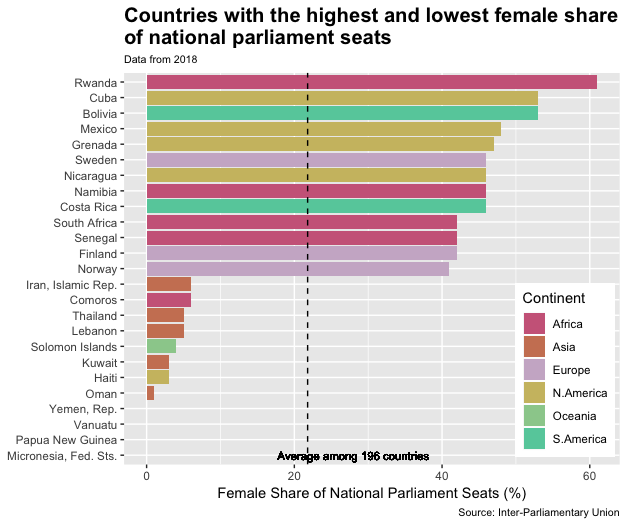 Countries with the highest and lowest female share
of national parliament seats
Data from 2018
Rwanda
Cuba
Bolivia
Mexico
Grenada
Sweden
Nicaragua
Namibia
Costa Rica
South Africa
Senegal
Finland
Norway
Iran, Islamic Rep.
Comoros
Thailand
Lebanon
Solomon Islands
Kuwait
Haiti
Oman
Yemen, Rep.
Vanuatu
Papua New Guinea
Micronesia, Fed. Sts.
Average among 196 countries
Continent
Africa
Asia
Europe
N.America
Oceania
S.America
0 20 40 60
Female Share of National Parliament Seats (%)
Source: Inter-Parliamentary Union